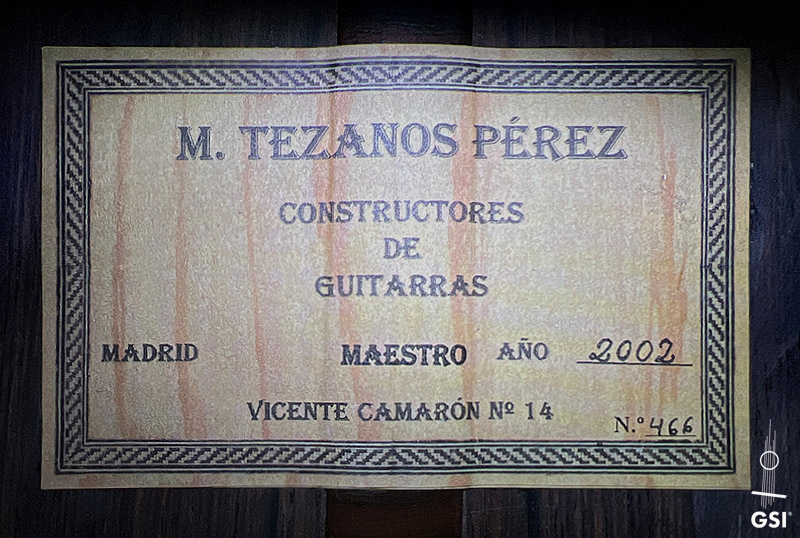 M. TEZANOS PÉREZ
CONSTRUCTORES
DE
GUITARRAS
MADRID MAESTRO AÑO 2002
VICENTE CAMARÓN Nº 14
N.º 466
GSI